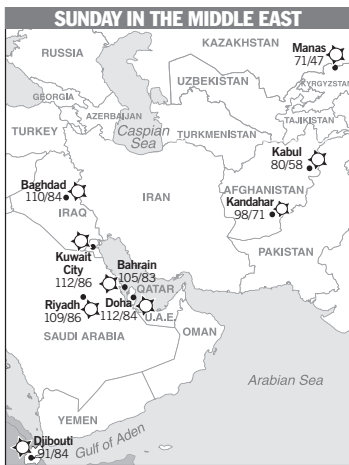 SUNDAY IN THE MIDDLE EAST
KAZAKHSTAN
RUSSIA
Manas
71/47
UZBEKISTAN
KYRGYZSTAN
GEORGIA
AZERBAIJAN
TAJIKISTAN
TURKEY
Caspian
Sea
TURKMENISTAN
Kabul
80/58
Baghdad
110/84
IRAQ
IRAN
AFGHANISTAN
Kandahar
98/71
PAKISTAN
Kuwait
City
112/86
Bahrain
105/83
QATAR
Riyadh
109/86
Doha
112/84
U.A.E.
SAUDI ARABIA
OMAN
Arabian Sea
YEMEN
Djibouti
91/84
Gulf of Aden